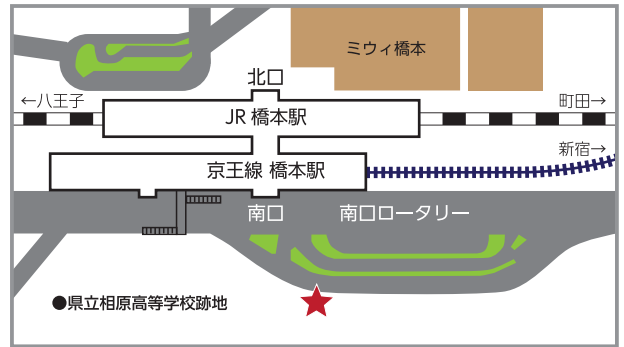 ミウィ橋本
北口
←八王子
町田→
JR 橋本駅
新宿→
京王線 橋本駅
南口
南口ロータリー
●県立相原高等学校跡地